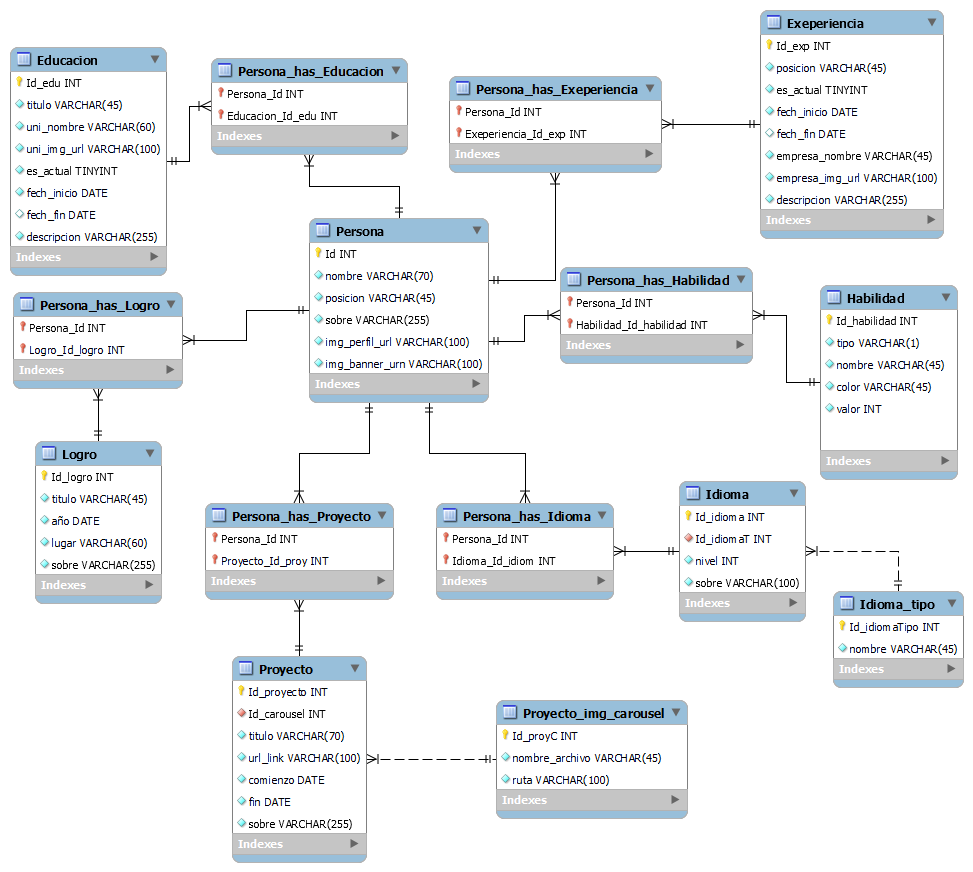 Educacion
Id_edu INT
titulo VARCHAR(45)
uni_nombre VARCHAR(60)
uni_img_url VARCHAR(100)
es_actual TINYINT
fech_inicio DATE
fech_fin DATE
descripcion VARCHAR(255)
Indexes
Persona_has_Educacion
Persona_Id INT
Educacion_Id_edu INT
Indexes
Persona_has_Exeperiencia
Persona_Id INT
Exeperiencia_Id_exp INT
Indexes
Exeperiencia
Id_exp INT
posicion VARCHAR(45)
es_actual TINYINT
fech_inicio DATE
fech_fin DATE
empresa_nombre VARCHAR(45)
empresa_img_url VARCHAR(100)
descripcion VARCHAR(255)
Indexes
Persona
Id INT
nombre VARCHAR(70)
posicion VARCHAR(45)
sobre VARCHAR(255)
img_perfil_url VARCHAR(100)
img_banner_urn VARCHAR(100)
Indexes
Persona_has_Logro
Persona_Id INT
Logro_Id_logro INT
Indexes
Persona_has_Habilidad
Persona_Id INT
Habilidad_Id_habilidad INT
Indexes
Habilidad
Id_habilidad INT
tipo VARCHAR(1)
nombre VARCHAR(45)
color VARCHAR(45)
valor INT
Indexes
Logro
Id_logro INT
titulo VARCHAR(45)
año DATE
lugar VARCHAR(60)
sobre VARCHAR(255)
Indexes
Persona_has_Proyecto
Persona_Id INT
Proyecto_Id_proy INT
Indexes
Persona_has_Idioma
Persona_Id INT
Idioma_Id_idiom INT
Indexes
Idioma
Id_idioma INT
Id_idiomaT INT
nivel INT
sobre VARCHAR(100)
Indexes
Idioma_tipo
Id_idiomaTipo INT
nombre VARCHAR(45)
Indexes
Proyecto
Id_proyecto INT
Id_carousel INT
titulo VARCHAR(70)
url_link VARCHAR(100)
comienzo DATE
fin DATE
sobre VARCHAR(255)
Indexes
Proyecto_img_carousel
Id_proyC INT
nombre_archivo VARCHAR(45)
ruta VARCHAR(100)
Indexes